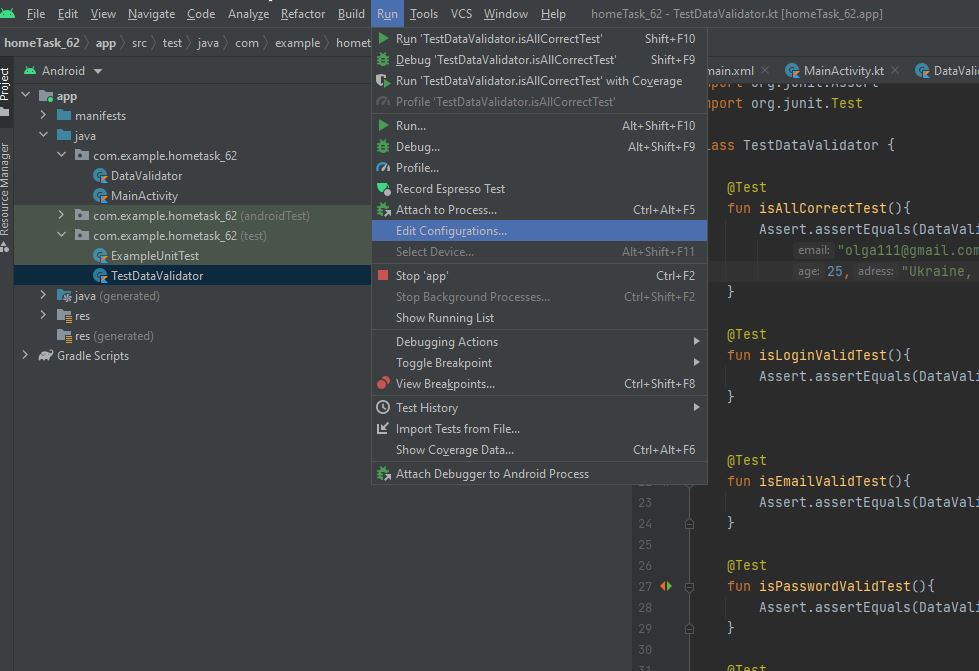 File Edit View Navigate Code Analyze Refactor Build Run Tools VCS Window Help homeTask_62 - TestDataValidator.kt [homeTask_62.app]
homeTask_62 app src test java com example homet
Project
Resource Manager
Android
app
manifests
java
com.example.hometask_62
DataValidator
MainActivity
com.example.hometask_62 (androidTest)
com.example.hometask_62 (test)
ExampleUnitTest
TestDataValidator
java (generated)
res
res (generated)
Gradle Scripts
Run 'TestDataValidator.isAllCorrectTest' Shift+F10
Debug 'TestDataValidator.isAllCorrectTest' Shift+F9
Run 'TestDataValidator.isAllCorrectTest' with Coverage
Profile 'TestDataValidator.isAllCorrectTest'
Run... Alt+Shift+F10
Debug... Alt+Shift+F9
Profile...
Record Espresso Test
Attach to Process... Ctrl+Alt+F5
Edit Configurations...
Select Device... Alt+Shift+F11
Stop 'app' Ctrl+F2
Stop Background Processes... Ctrl+Shift+F2
Show Running List
Debugging Actions
Toggle Breakpoint
View Breakpoints... Ctrl+Shift+F8
Test History
Import Tests from File...
Show Coverage Data... Ctrl+Alt+F6
Attach Debugger to Android Process
main.xml MainActivity.kt DataVali
mport org.junit.Assert
mport org.junit.Test
ass TestDataValidator {
@Test
fun isAllCorrectTest(){
Assert.assertEquals(DataVali
email: "olga111@gmail.com
age: 25, adress: "Ukraine,
}
@Test
fun isLoginValidTest(){
Assert.assertEquals(DataVali
}
@Test
fun isEmailValidTest(){
23 Assert.assertEquals(DataVali
24 }
25
26 @Test
27 fun isPasswordValidTest(){
28 Assert.assertEquals(DataVali
29 }
30
31 @Test